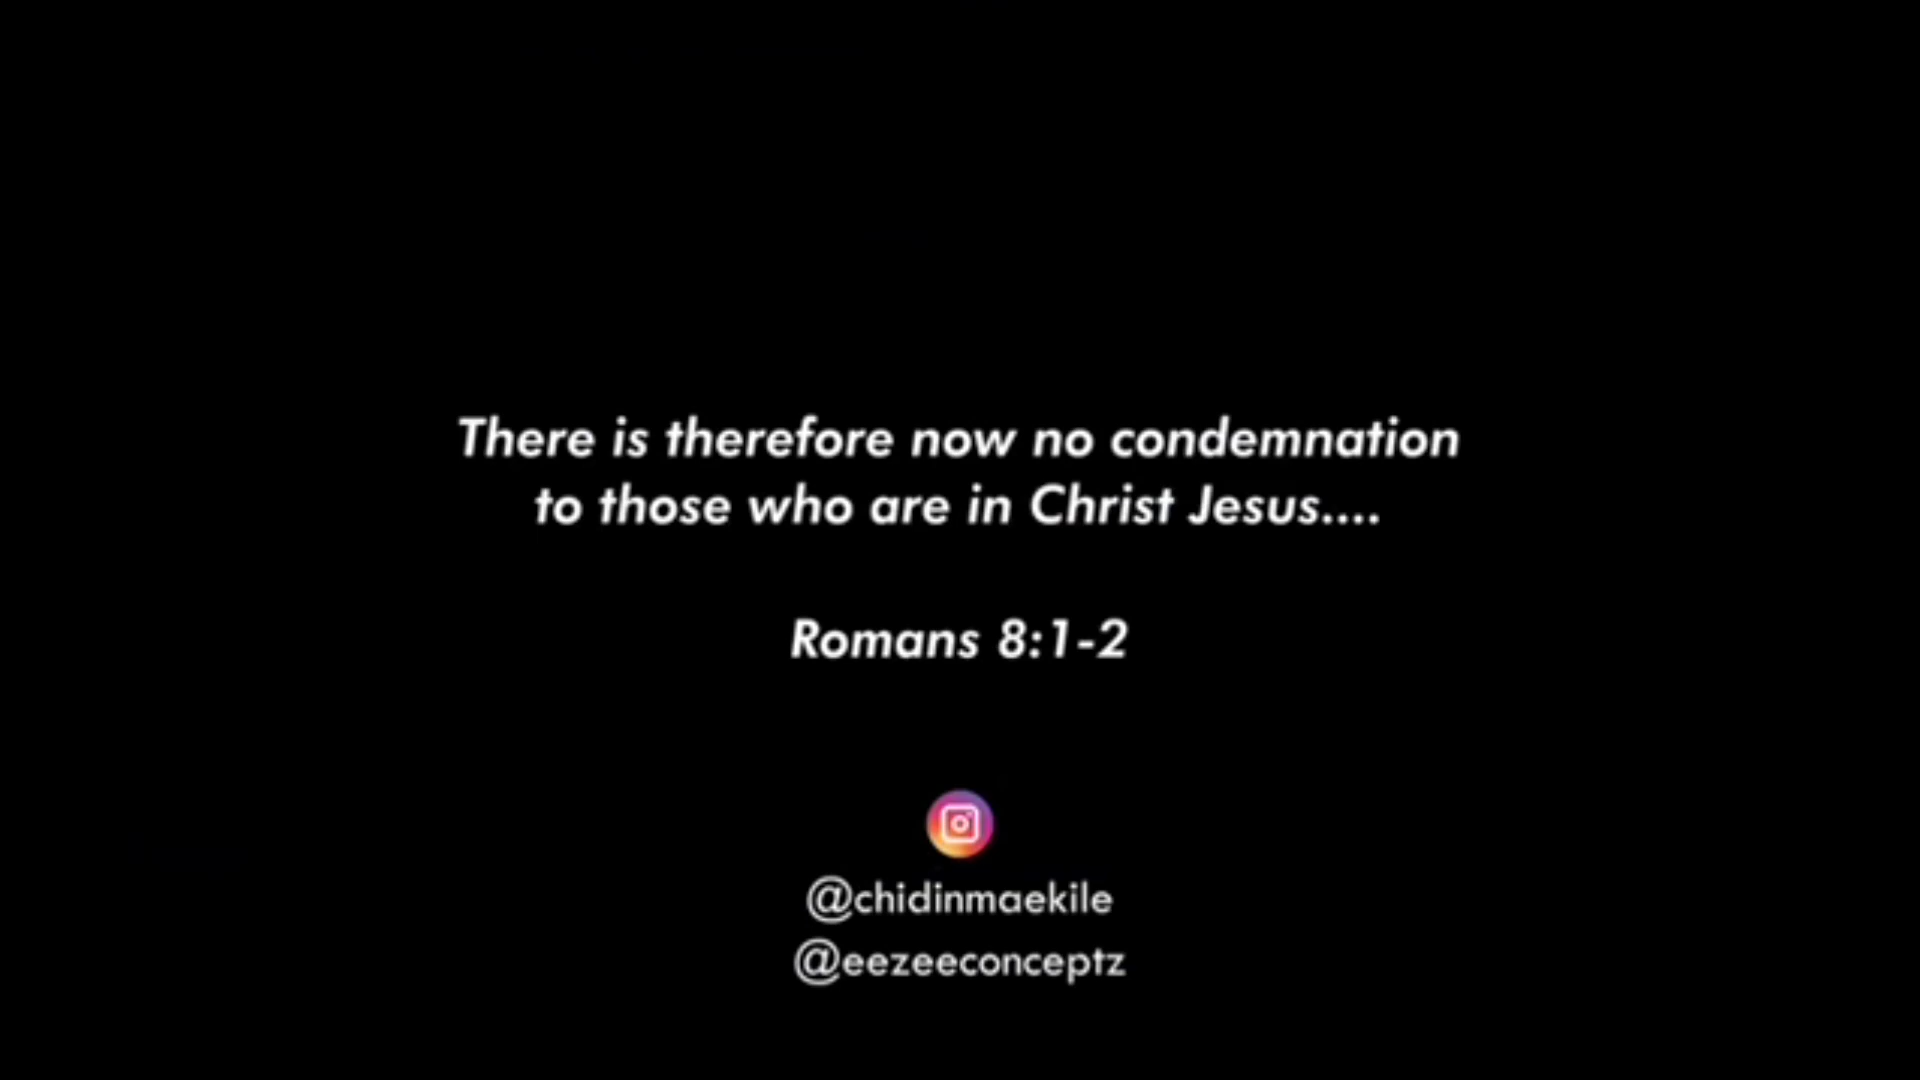 There is therefore now no condemnation
to those who are in Christ Jesus....
Romans 8:1-2
@chidinmaekile
@eezeeconceptz